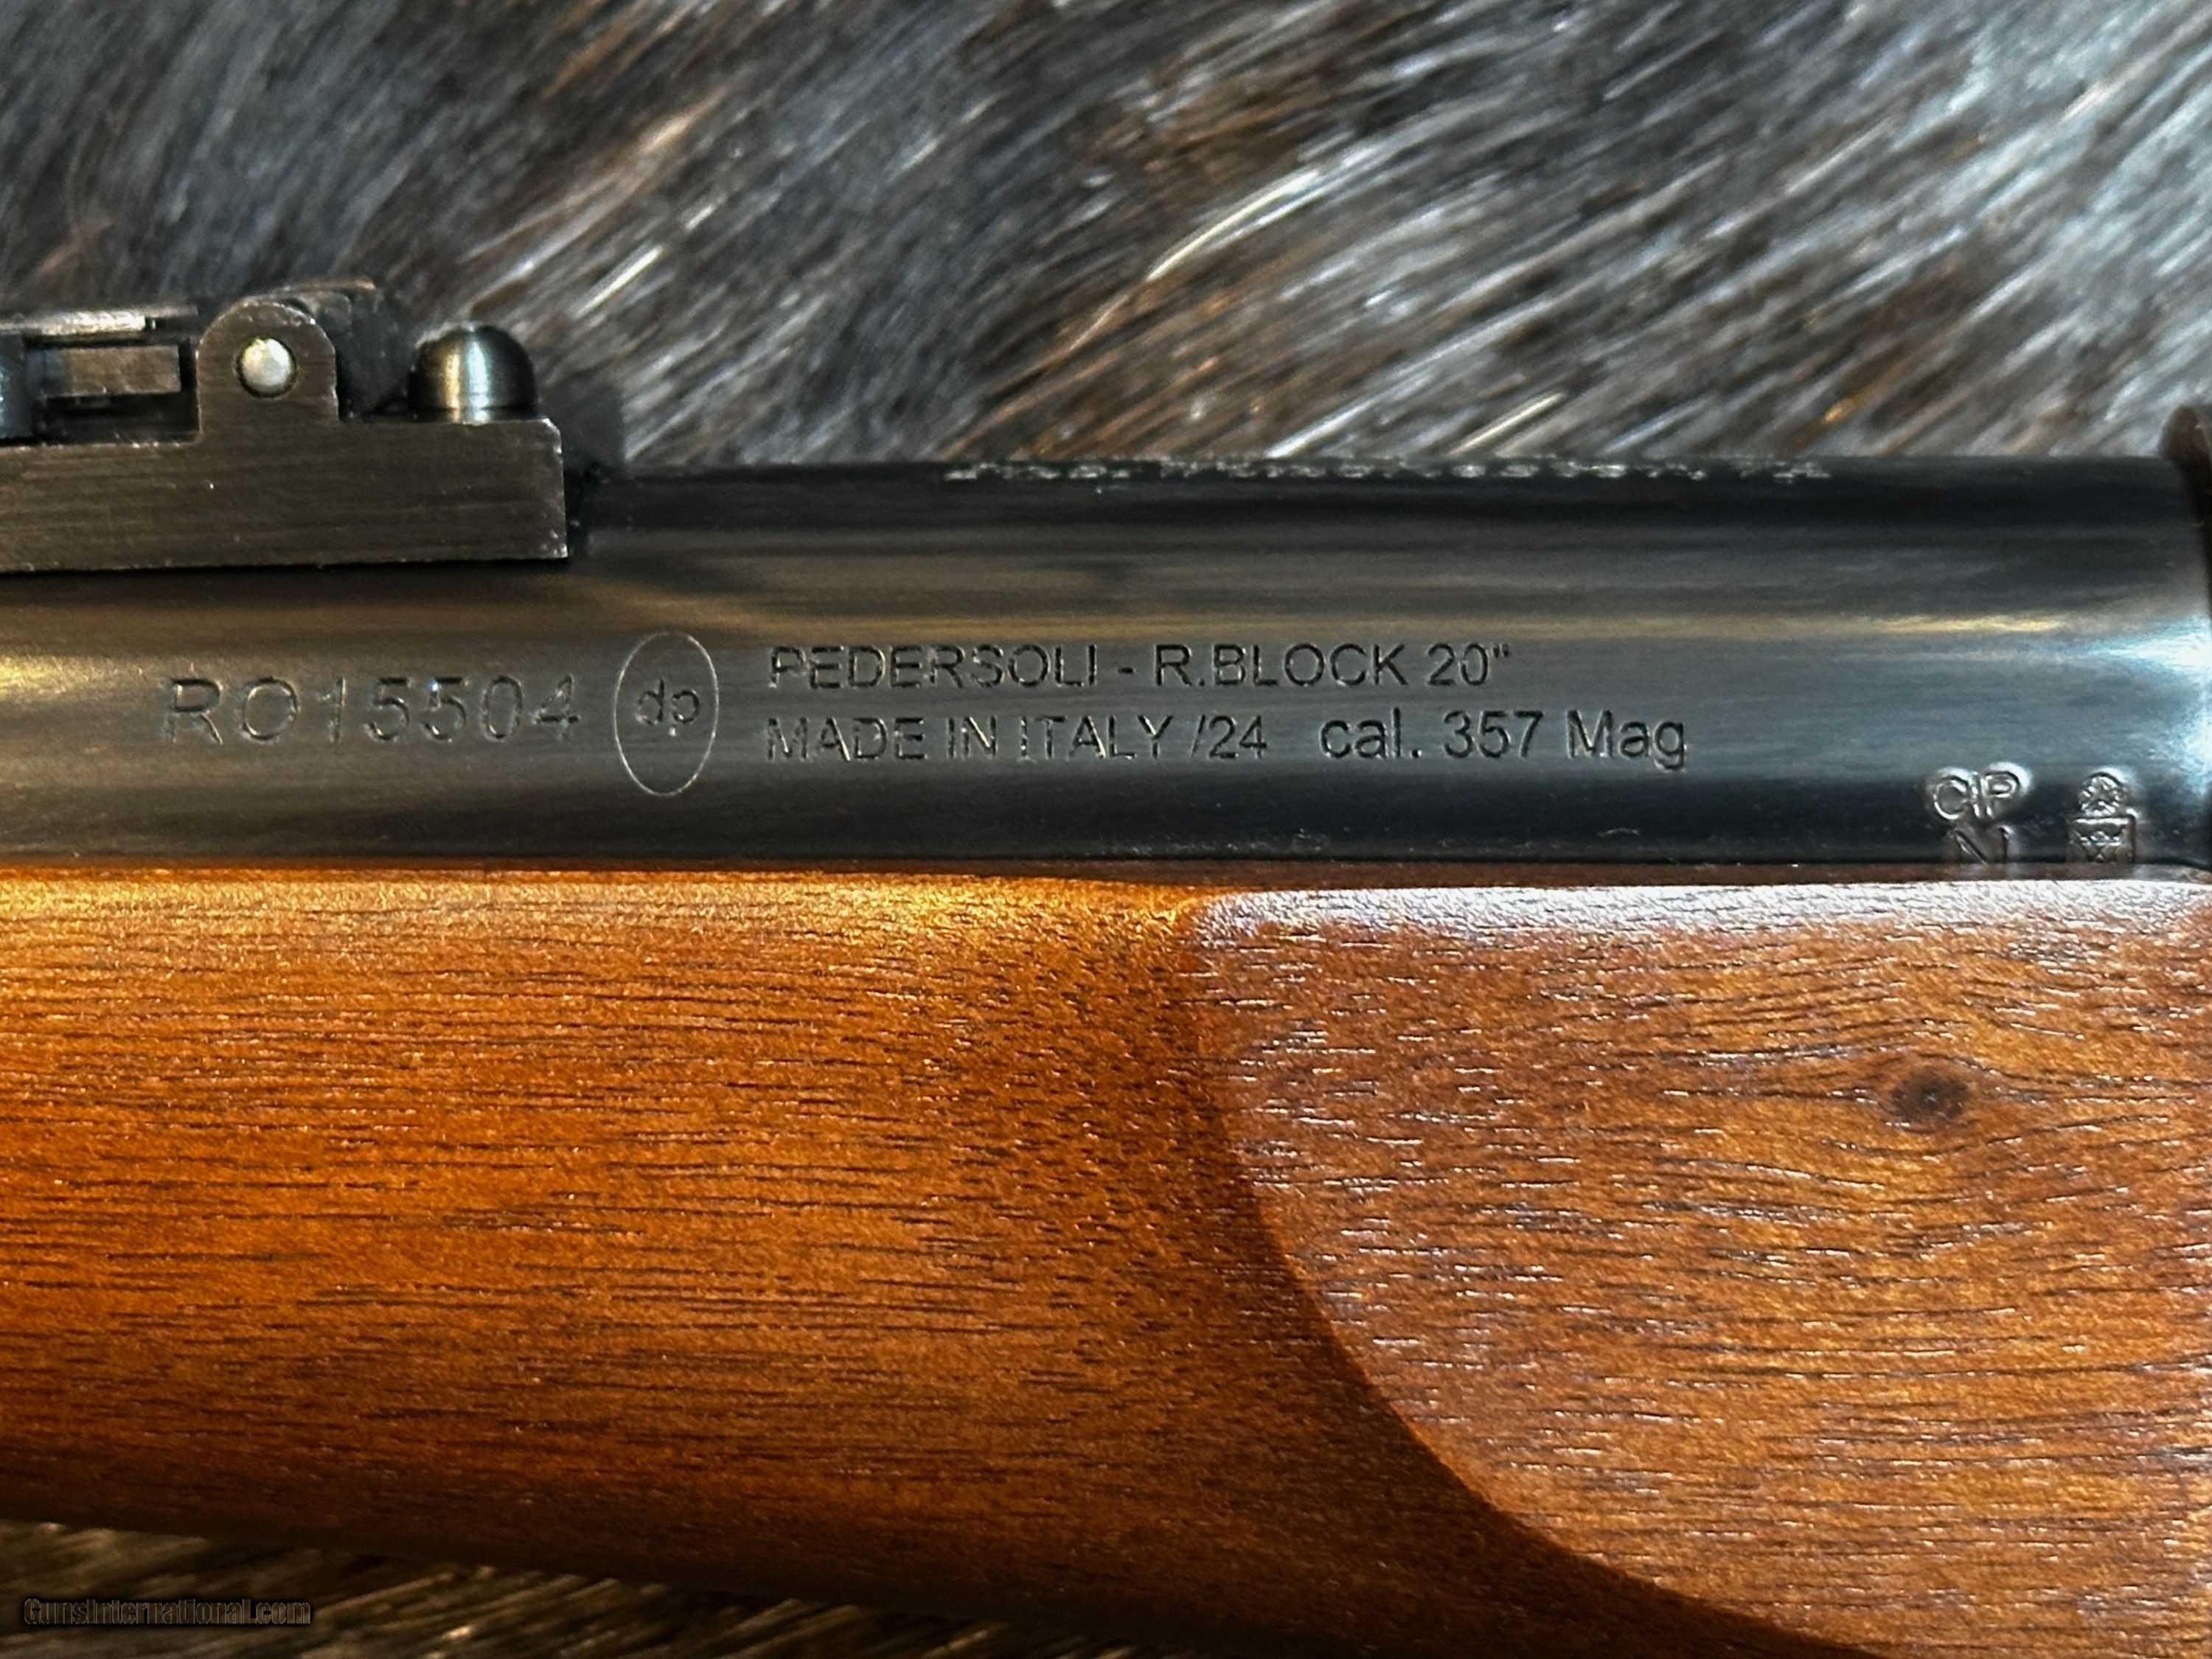 RO15504 dp PEDERSOLI - R.BLOCK 20"
MADE IN ITALY /24 cal. 357 Mag
CIP
N
GunsInternational.com